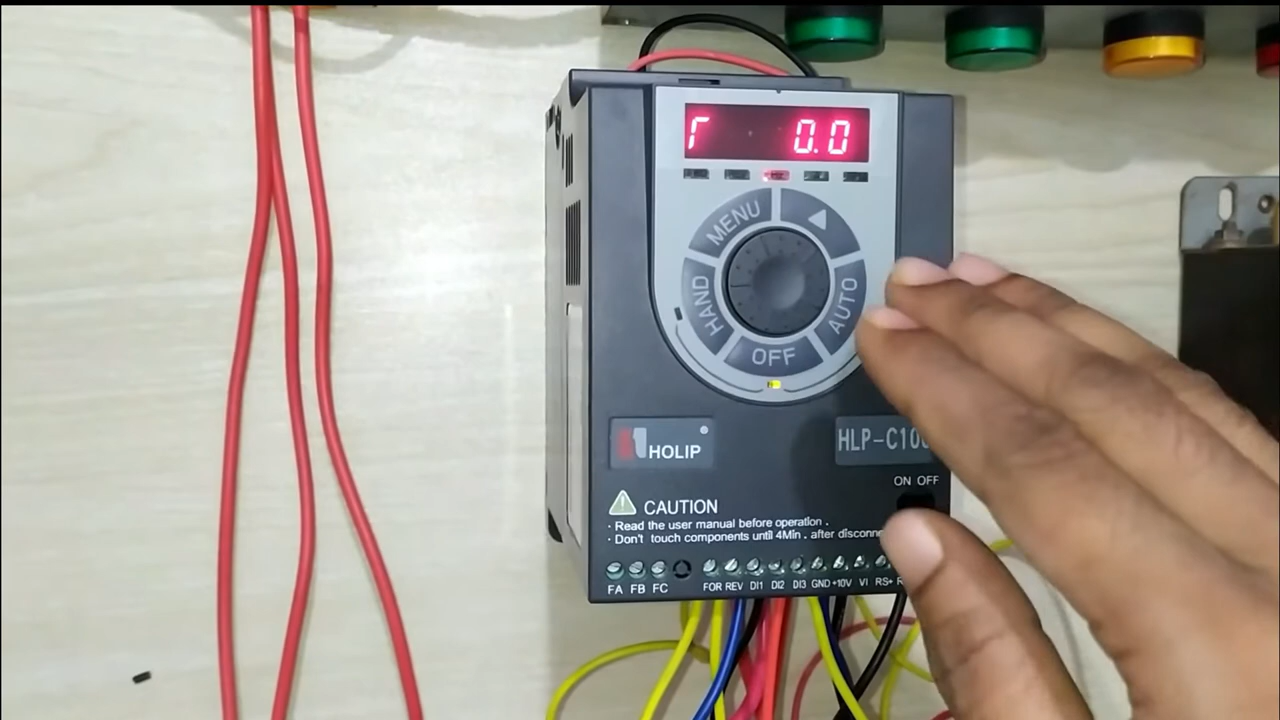 r 0.0
MENU
HAND
AUTO
OFF
HOLIP
HLP-C10
ON OFF
CAUTION
· Read the user manual before operation .
· Don't touch components until 4Min . after
FA FB FC FOR REV DI1 DI2 DI3 GND +10V VI RS+